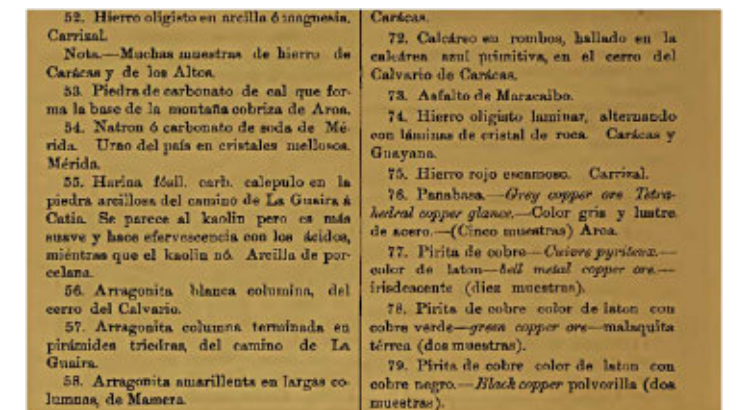 52. Hierro oligisto en arcilla ó magnesia.
Carrizal.
Nota.—Muchas muestras de hierro de
Carácas y de los Altos.
53. Piedra de carbonato de cal que for-
ma la base de la montaña cobriza de Aroa.
54. Natron ó carbonato de soda de Mé-
rida. Urao del país en cristales mellosos.
Mérida.
55. Harina fósil. carb. calepulo en la
piedra arcillosa del camino de La Guaira á
Catia. Se parece al kaolin pero es más
suave y hace efervescencia con los ácidos,
miéntras que el kaolin nó. Arcilla de por-
celana.
56. Arragonita blanca columina, del
cerro del Calvario.
57. Arragonita columna terminada en
pirámides triedras, del camino de La
Guaira.
58. Arragonita amarillenta en largas co-
lumnas, de Mamera.
Carácas.
72. Calcáreo en rombos, hallado en la
calcárea azul primitiva, en el cerro del
Calvario de Carácas.
73. Asfalto de Maracaibo.
74. Hierro oligisto laminar, alternando
con láminas de cristal de roca. Carácas y
Guayana.
75. Hierro rojo escamoso. Carrizal.
76. Panabasa.—Grey copper ore Tetra-
hedral copper glance.—Color gris y lustre
de acero.—(Cinco muestras) Aroa.
77. Pirita de cobre—Cuivre pyriteux.—
color de laton—bell metal copper ore.—
irisdescente (diez muestras).
78. Pirita de cobre color de laton con
cobre verde—green copper ore—malaquita
térrea (dos muestras).
79. Pirita de cobre color de laton con
cobre negro.—Black copper polvorilla (dos
muestras).